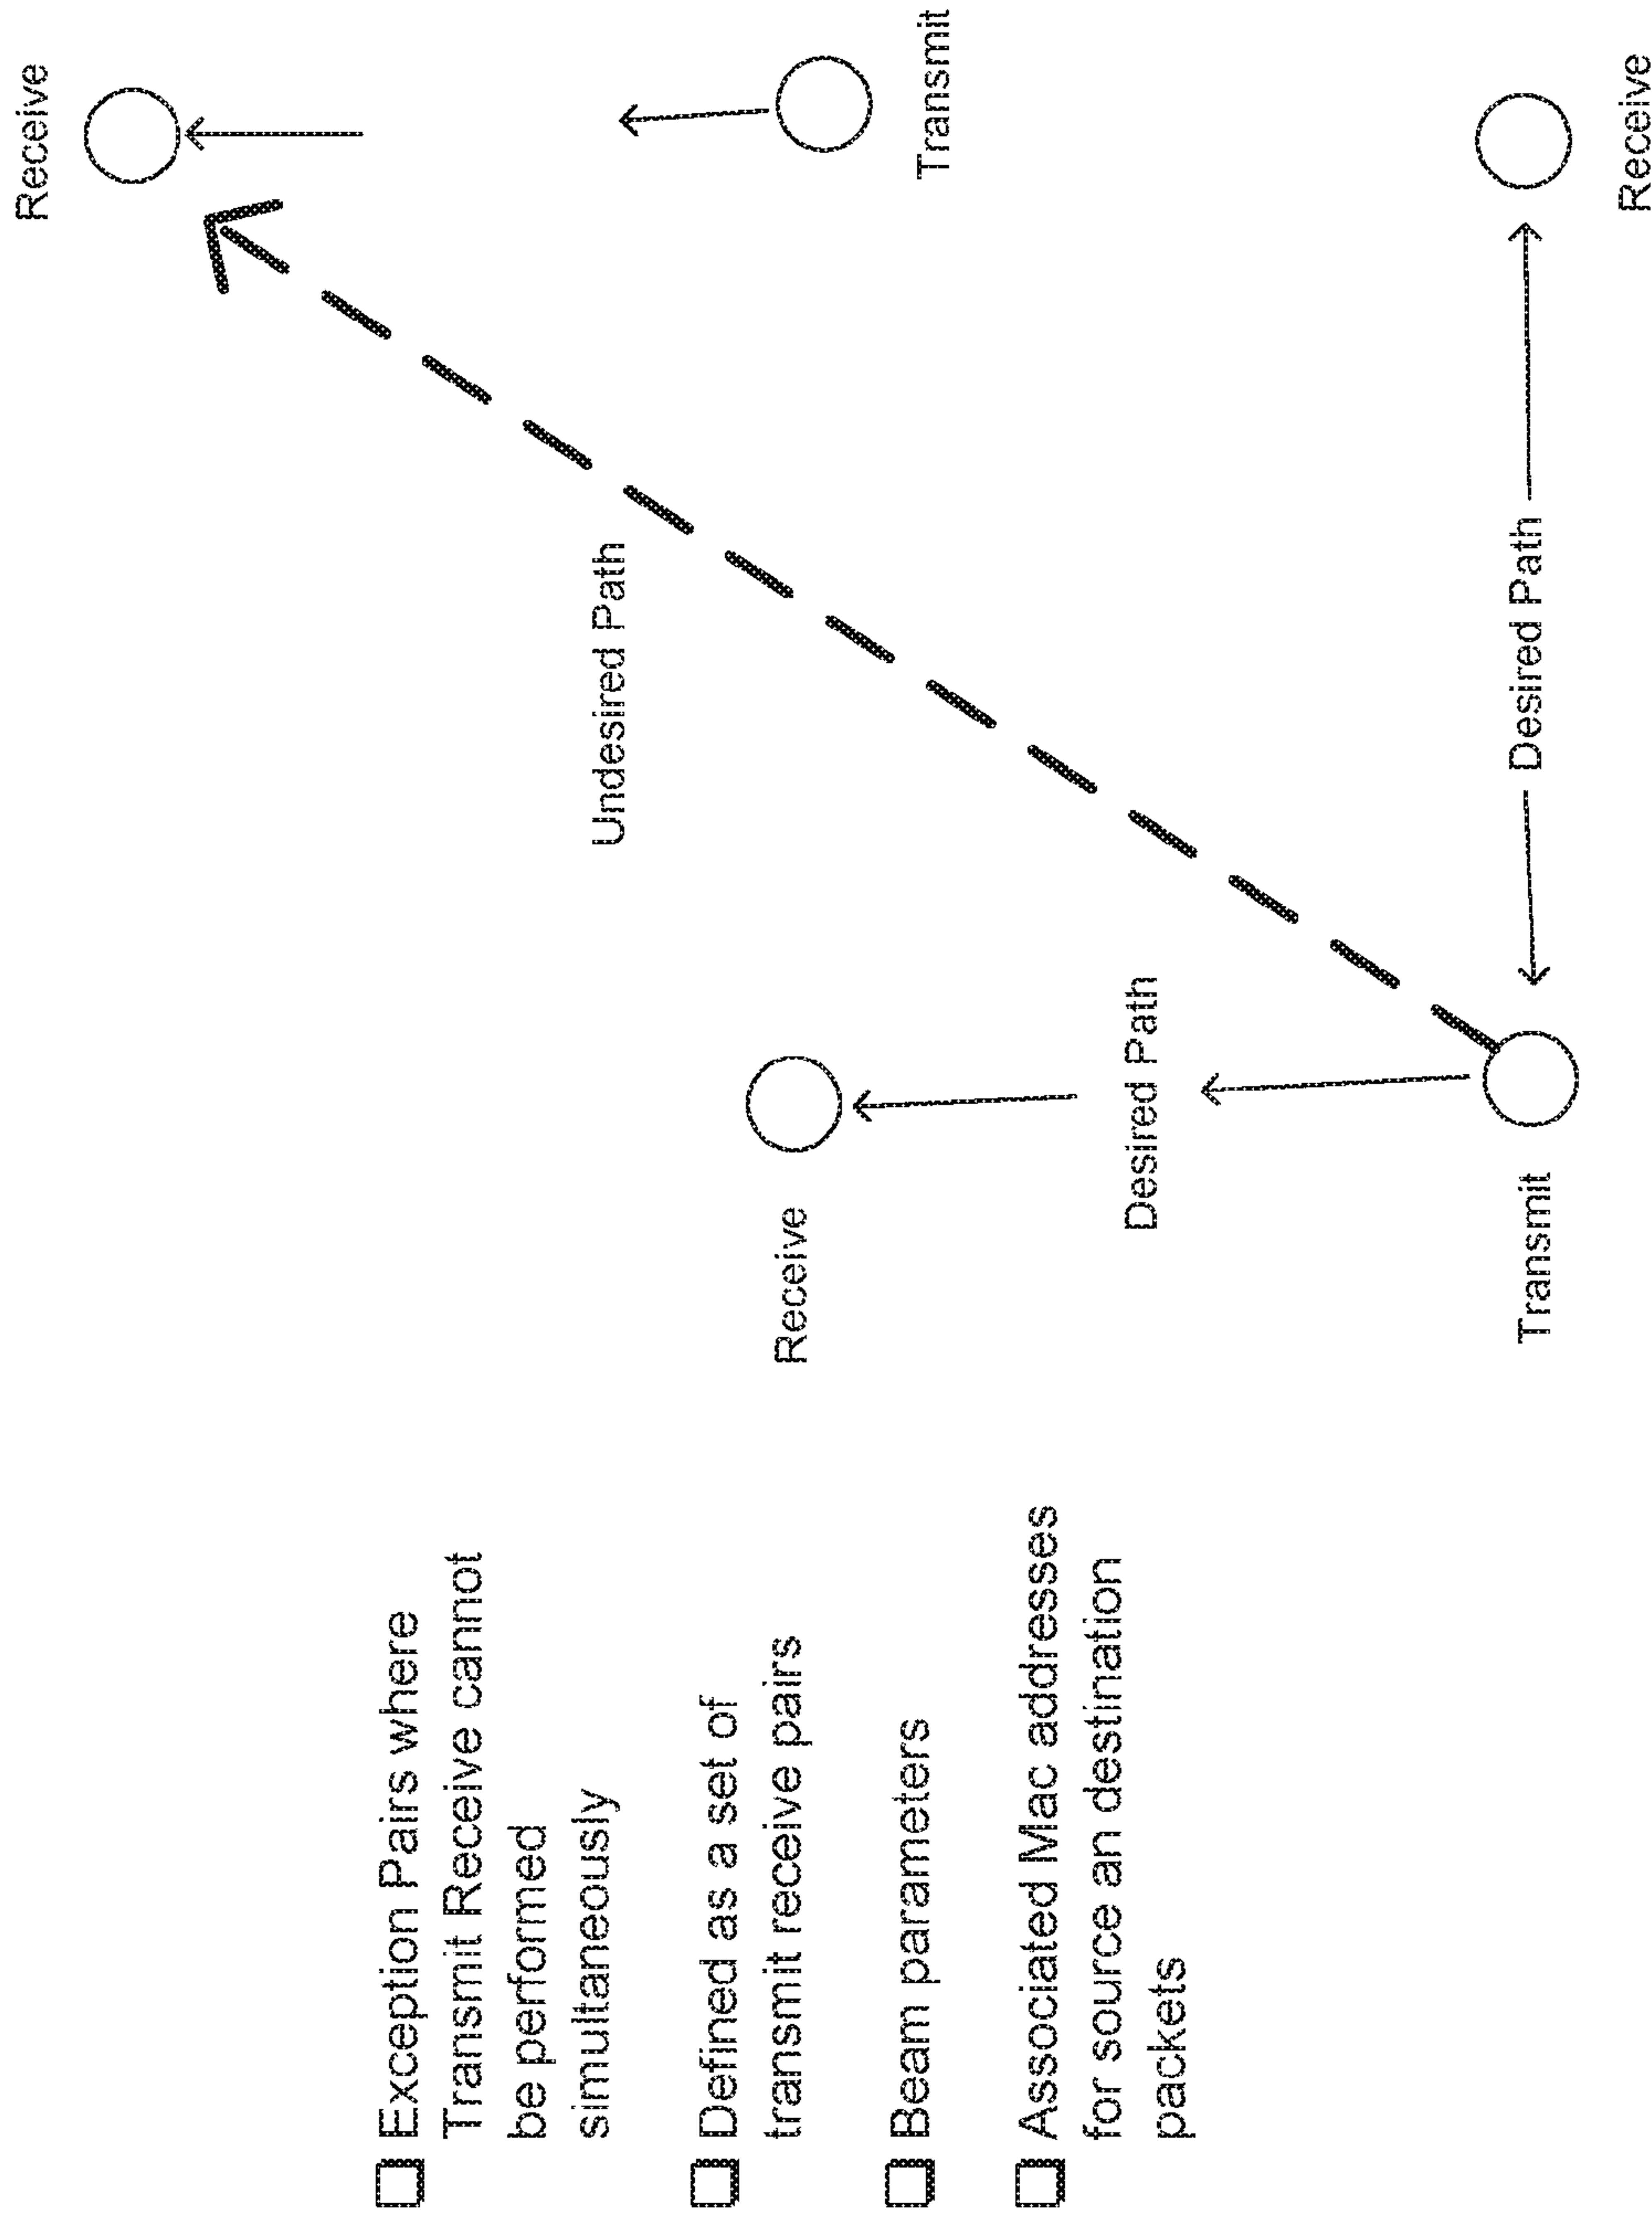 Exception Pairs where
Transmit Receive cannot
be performed
simultaneously
Defined as a set of
transmit receive pairs
Beam parameters
Associated Mac addresses
for source an destination
packets
Receive
Undesired Path
Receive
Transmit
Desired Path
Transmit
Desired Path
Receive